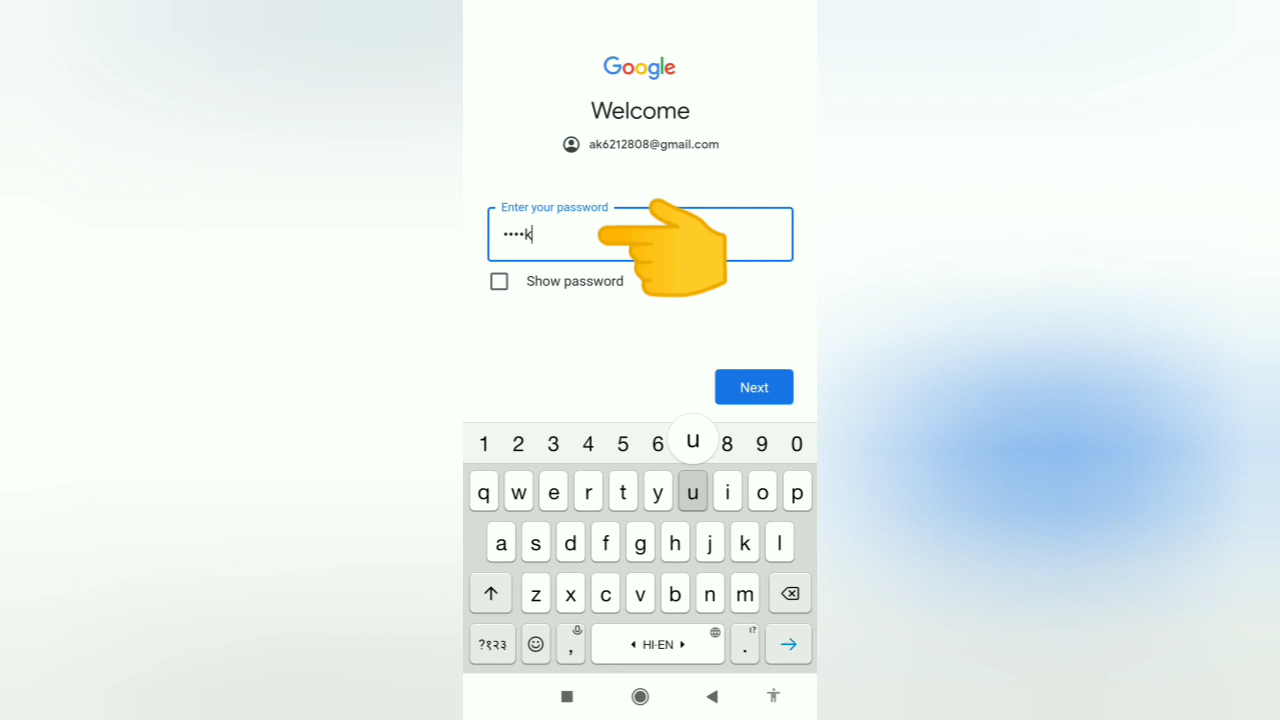 Google
Welcome
ak6212808@gmail.com
Enter your password
••••k
Show password
Next
1 2 3 4 5 6 u 8 9 0
q w e r t y u i o p
a s d f g h j k l
z x c v b n m
?१२३ , HI-EN . !?